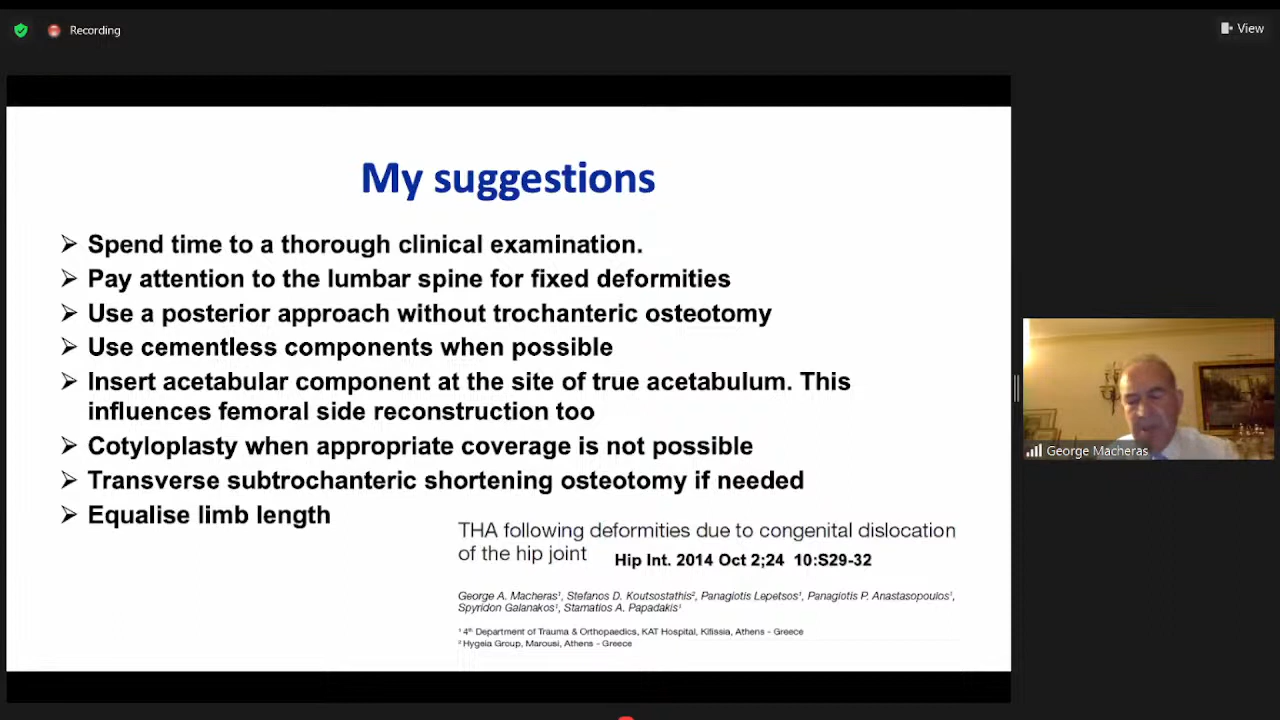 Recording
View
My suggestions
➢ Spend time to a thorough clinical examination.
➢ Pay attention to the lumbar spine for fixed deformities
➢ Use a posterior approach without trochanteric osteotomy
➢ Use cementless components when possible
➢ Insert acetabular component at the site of true acetabulum. This
influences femoral side reconstruction too
➢ Cotyloplasty when appropriate coverage is not possible
➢ Transverse subtrochanteric shortening osteotomy if needed
➢ Equalise limb length
THA following deformities due to congenital dislocation
of the hip joint Hip Int. 2014 Oct 2;24 10:S29-32
George A. Macheras¹, Stefanos D. Koutsostathis², Panagiotis Lepetsos¹, Panagiotis P. Anastasopoulos¹,
Spyridon Galanakos¹, Stamatios A. Papadakis¹
¹ 4th Department of Trauma & Orthopaedics, KAT Hospital, Kifissia, Athens - Greece
² Hygeia Group, Marousi, Athens - Greece
George Macheras